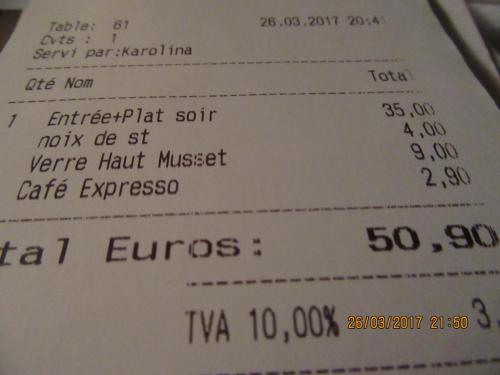 Table: 61 26.03.2017 20:4
Cvts : 1
Servi par:Karolina
Qté Nom Total
1 Entrée+Plat soir 35,00
noix de st 4,00
Verre Haut Musset 9,00
Café Expresso 2,90
tal Euros: 50,90
TVA 10,00% 3,
26/03/2017 21:50